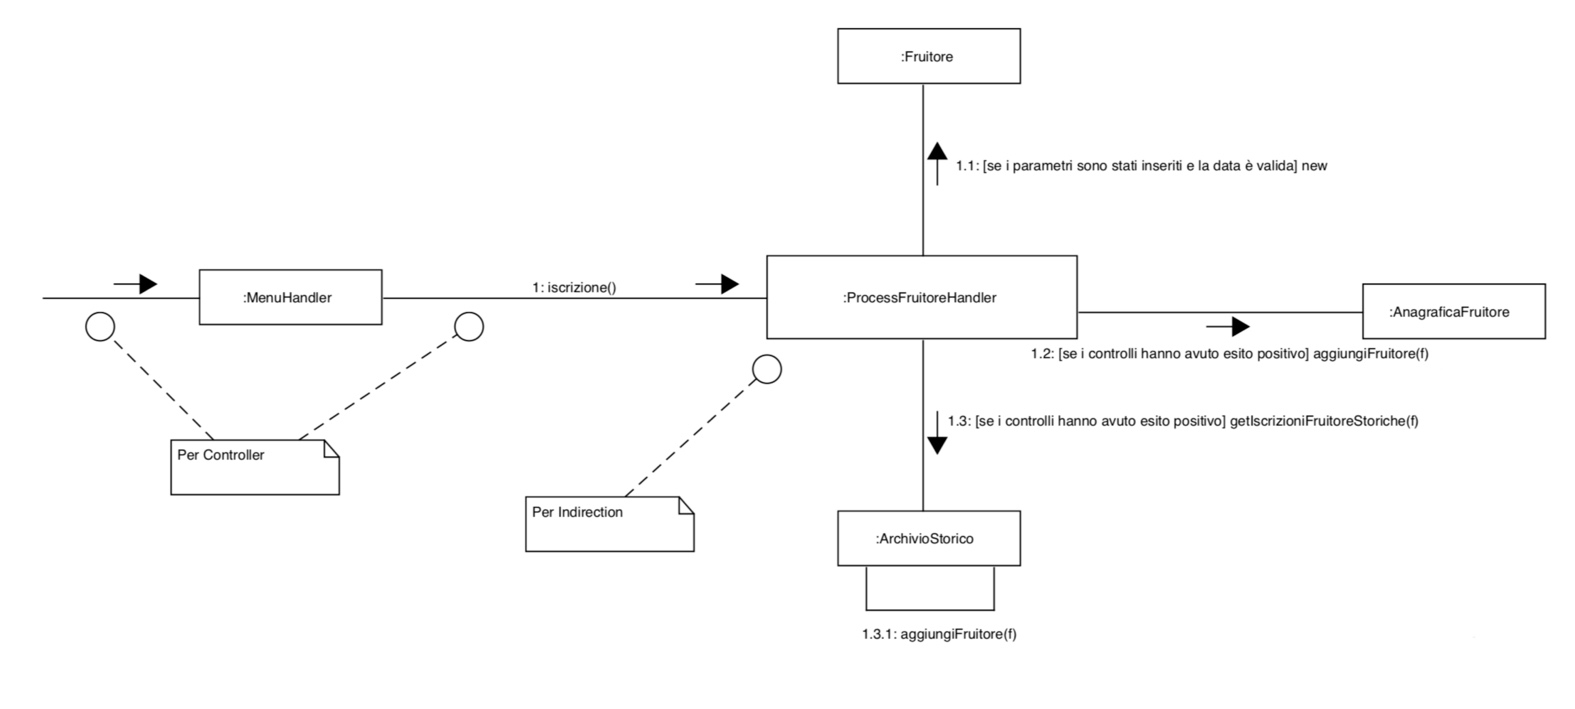 :Fruitore
1.1: [se i parametri sono stati inseriti e la data è valida] new
:MenuHandler
1: iscrizione()
:ProcessFruitoreHandler
:AnagraficaFruitore
1.2: [se i controlli hanno avuto esito positivo] aggiungiFruitore(f)
1.3: [se i controlli hanno avuto esito positivo] getIscrizioniFruitoreStoriche(f)
Per Controller
Per Indirection
:ArchivioStorico
1.3.1: aggiungiFruitore(f)